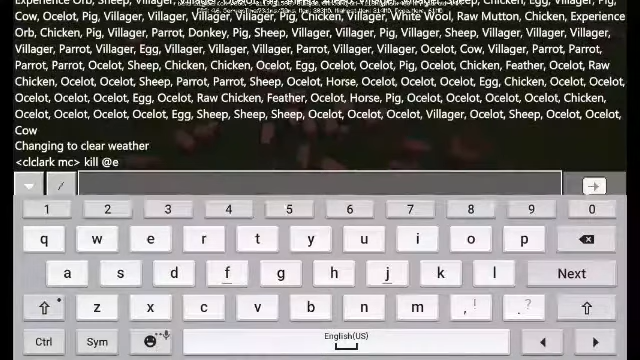 Experience Orb, Sheep, Villager, Villager, Chicken, Egg, Villager, Pig,
Cow, Ocelot, Pig, Villager, Villager, Villager, Villager, Pig, Chicken, Villager, White Wool, Raw Mutton, Chicken, Experience
Orb, Chicken, Pig, Villager, Parrot, Donkey, Pig, Sheep, Villager, Villager, Pig, Villager, Sheep, Villager, Villager,
Villager, Parrot, Villager, Egg, Villager, Villager, Parrot, Villager, Villager, Ocelot, Cow, Villager, Parrot, Parrot,
Parrot, Parrot, Ocelot, Sheep, Chicken, Chicken, Ocelot, Egg, Ocelot, Ocelot, Pig, Ocelot, Chicken, Feather, Ocelot, Raw
Chicken, Ocelot, Ocelot, Sheep, Parrot, Parrot, Sheep, Ocelot, Horse, Ocelot, Ocelot, Ocelot, Egg, Chicken, Ocelot, Ocelot,
Ocelot, Ocelot, Ocelot, Egg, Ocelot, Raw Chicken, Feather, Ocelot, Horse, Pig, Ocelot, Ocelot, Ocelot, Ocelot, Chicken,
Ocelot, Ocelot, Ocelot, Ocelot, Egg, Sheep, Sheep, Sheep, Ocelot, Ocelot, Ocelot, Villager, Ocelot, Sheep, Ocelot, Ocelot,
Cow
Changing to clear weather
<clclark mc> kill @e
/
1 2 3 4 5 6 7 8 9 0
q w e r t y u i o p
a s d f g h j k l Next
z x c v b n m , ! . ?
Ctrl Sym English(US)